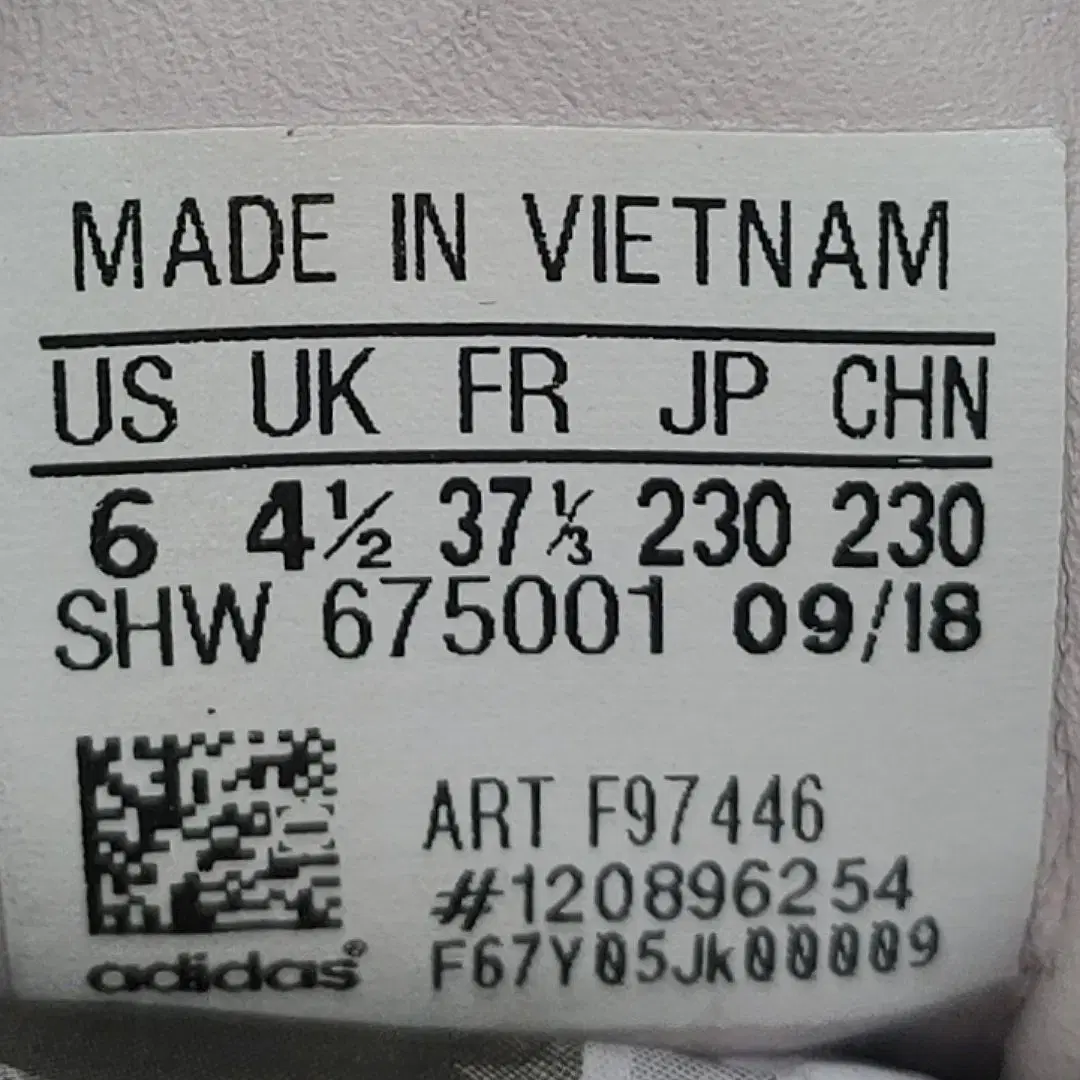 MADE IN VIETNAM
US UK FR JP CHN
6 4½ 37⅓ 230 230
SHW 675001 09/18
ART F97446
#120896254
F67Y05Jk00009
adidas®